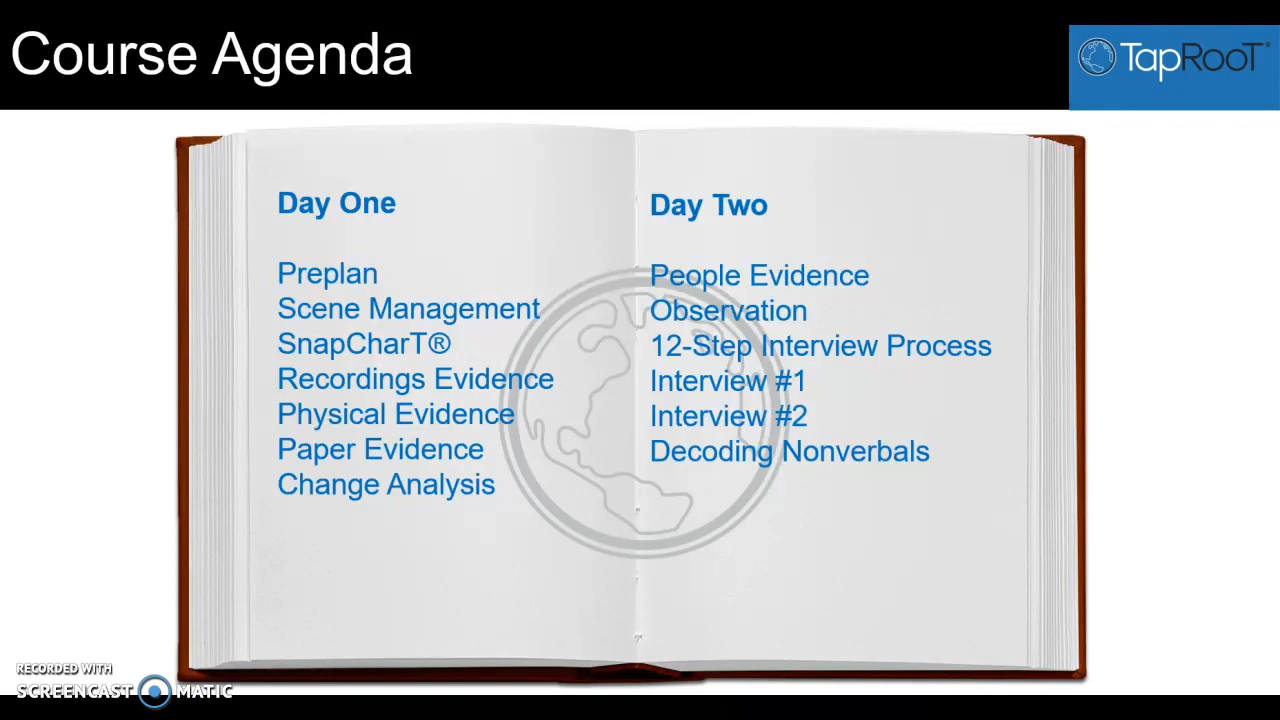 Course Agenda
TapRooT®
Day One
Preplan
Scene Management
SnapCharT®
Recordings Evidence
Physical Evidence
Paper Evidence
Change Analysis
Day Two
People Evidence
Observation
12-Step Interview Process
Interview #1
Interview #2
Decoding Nonverbals
RECORDED WITH
SCREENCAST MATIC